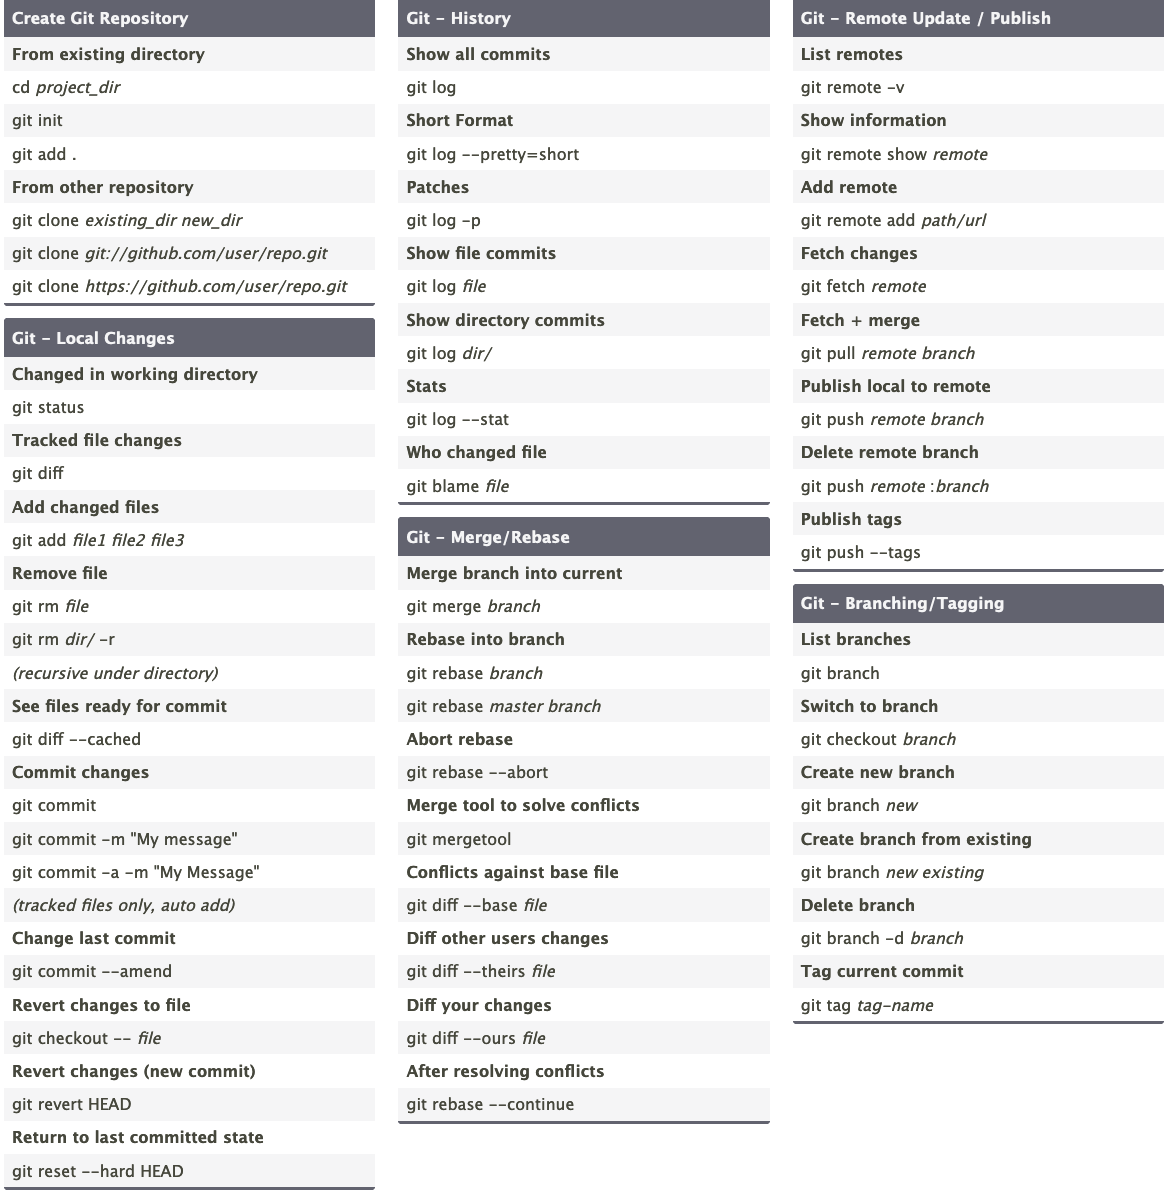 Create Git Repository
From existing directory
cd project_dir
git init
git add .
From other repository
git clone existing_dir new_dir
git clone git://github.com/user/repo.git
git clone https://github.com/user/repo.git
Git - Local Changes
Changed in working directory
git status
Tracked file changes
git diff
Add changed files
git add file1 file2 file3
Remove file
git rm file
git rm dir/ -r
(recursive under directory)
See files ready for commit
git diff --cached
Commit changes
git commit
git commit -m "My message"
git commit -a -m "My Message"
(tracked files only, auto add)
Change last commit
git commit --amend
Revert changes to file
git checkout -- file
Revert changes (new commit)
git revert HEAD
Return to last committed state
git reset --hard HEAD
Git - History
Show all commits
git log
Short Format
git log --pretty=short
Patches
git log -p
Show file commits
git log file
Show directory commits
git log dir/
Stats
git log --stat
Who changed file
git blame file
Git - Merge/Rebase
Merge branch into current
git merge branch
Rebase into branch
git rebase branch
git rebase master branch
Abort rebase
git rebase --abort
Merge tool to solve conflicts
git mergetool
Conflicts against base file
git diff --base file
Diff other users changes
git diff --theirs file
Diff your changes
git diff --ours file
After resolving conflicts
git rebase --continue
Git - Remote Update / Publish
List remotes
git remote -v
Show information
git remote show remote
Add remote
git remote add path/url
Fetch changes
git fetch remote
Fetch + merge
git pull remote branch
Publish local to remote
git push remote branch
Delete remote branch
git push remote :branch
Publish tags
git push --tags
Git - Branching/Tagging
List branches
git branch
Switch to branch
git checkout branch
Create new branch
git branch new
Create branch from existing
git branch new existing
Delete branch
git branch -d branch
Tag current commit
git tag tag-name